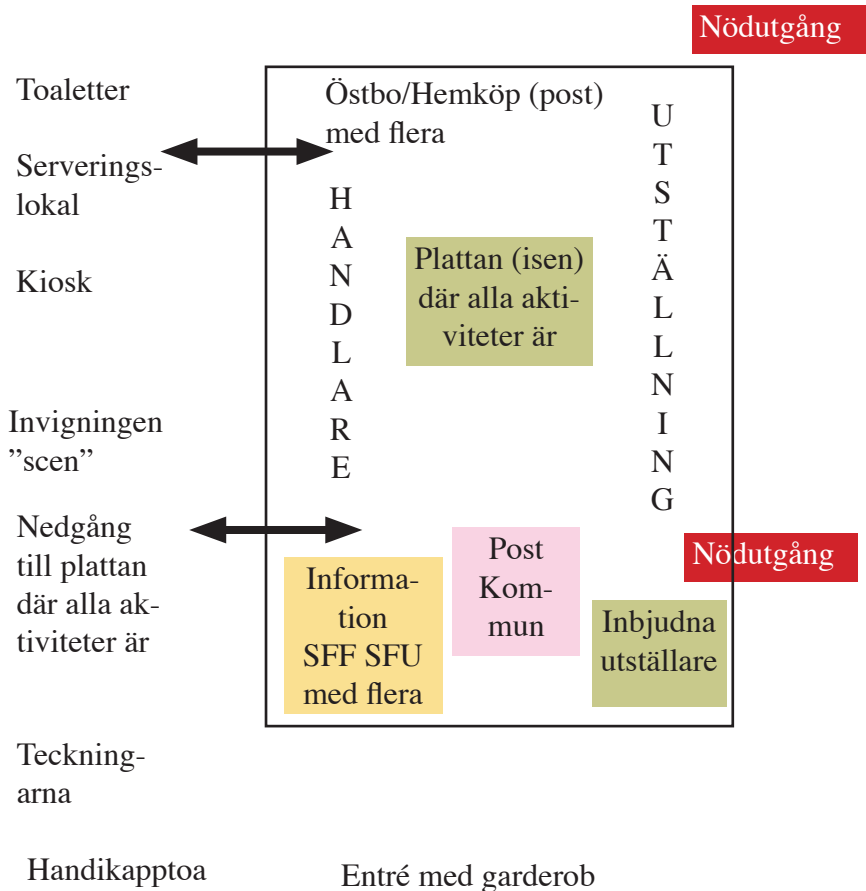 Nödutgång
Toaletter
Östbo/Hemköp (post)
med flera
Serverings-
lokal
Kiosk
H
A
N
D
L
A
R
E
Plattan (isen)
där alla akti-
viteter är
U
T
S
T
Ä
L
L
N
I
N
G
Invigningen
”scen”
Nedgång
till plattan
där alla ak-
tiviteter är
Informa-
tion
SFF SFU
med flera
Post
Kom-
mun
Nödutgång
Inbjudna
utställare
Teckning-
arna
Handikapptoa
Entré med garderob